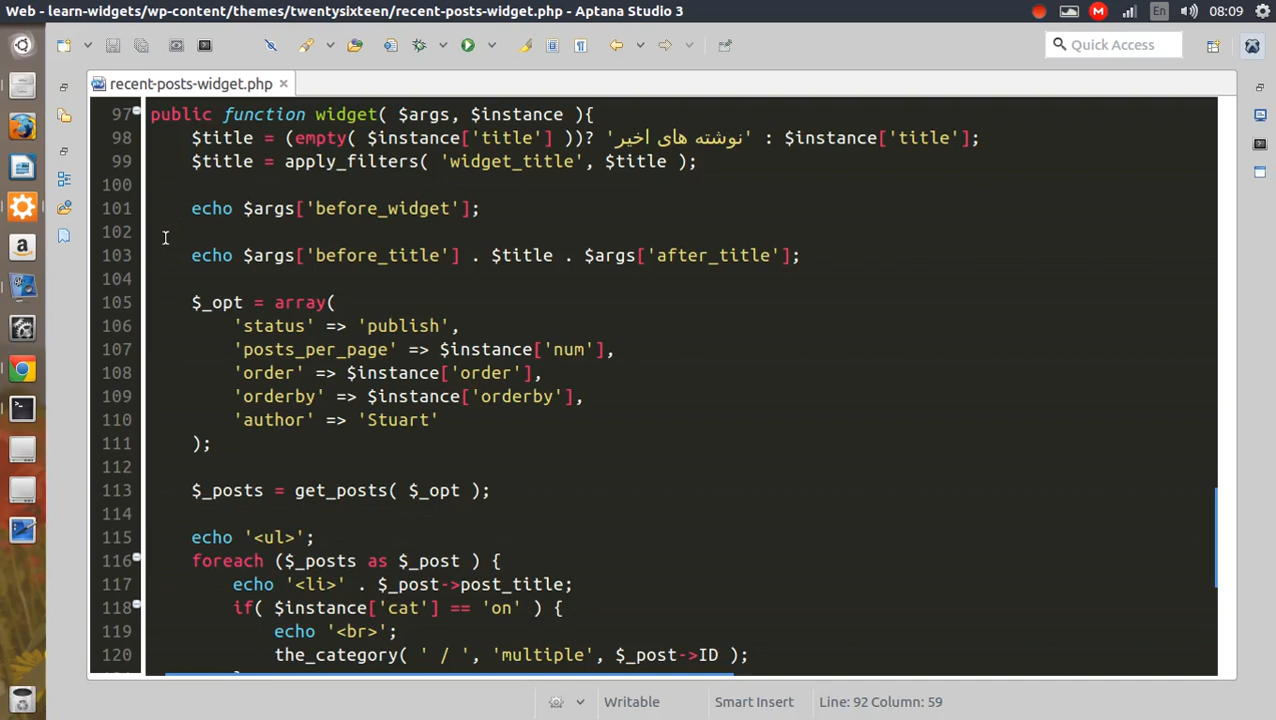 Web - learn-widgets/wp-content/themes/twentysixteen/recent-posts-widget.php - Aptana Studio 3
En
08:09
Quick Access
recent-posts-widget.php
97 public function widget( $args, $instance ){
98 $title = (empty( $instance['title'] ))? 'نوشته های اخیر' : $instance['title'];
99 $title = apply_filters( 'widget_title', $title );
100
101 echo $args['before_widget'];
102
103 echo $args['before_title'] . $title . $args['after_title'];
104
105 $_opt = array(
106 'status' => 'publish',
107 'posts_per_page' => $instance['num'],
108 'order' => $instance['order'],
109 'orderby' => $instance['orderby'],
110 'author' => 'Stuart'
111 );
112
113 $_posts = get_posts( $_opt );
114
115 echo '<ul>';
116 foreach ($_posts as $_post ) {
117 echo '<li>' . $_post->post_title;
118 if( $instance['cat'] == 'on' ) {
119 echo '<br>';
120 the_category( ' / ', 'multiple', $_post->ID );
Writable
Smart Insert
Line: 92 Column: 59